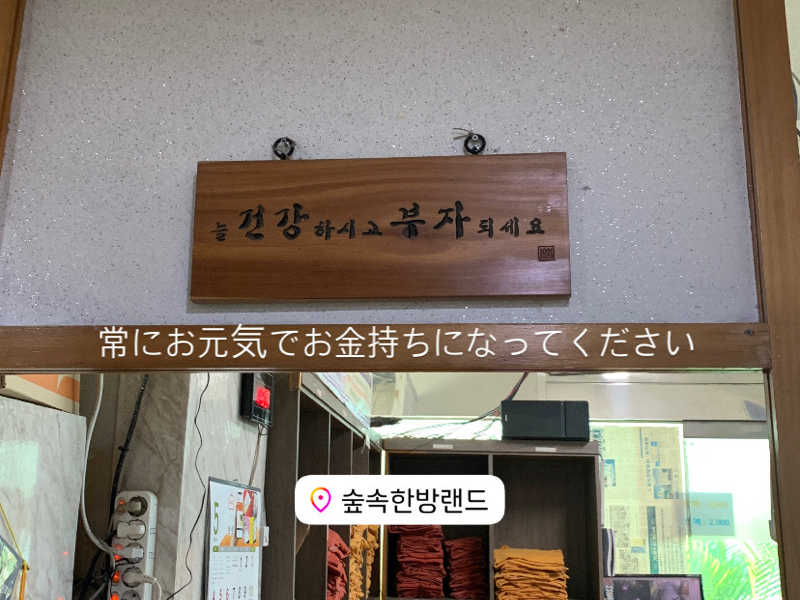 늘 건강하시고 부자되세요
常にお元気でお金持ちになってください
숲속한방랜드
5